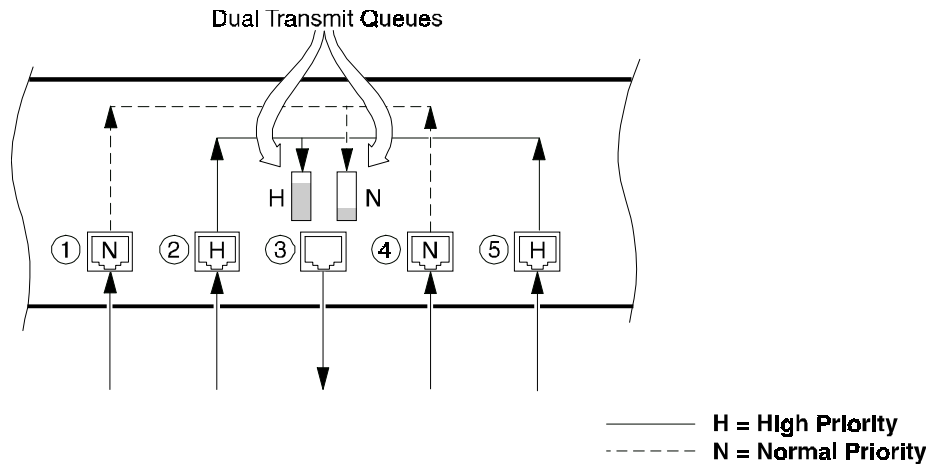 Dual Transmit Queues
H N
1 N 2 H 3 4 N 5 H
H = High Priority
N = Normal Priority